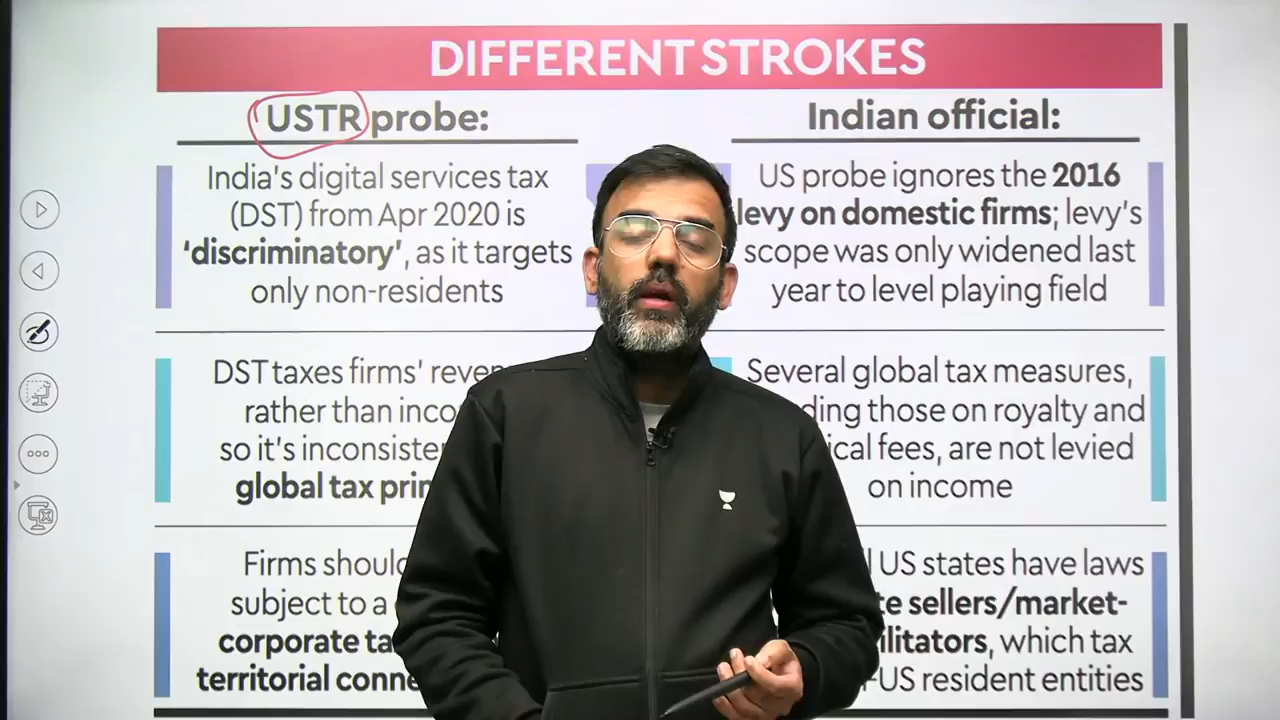 DIFFERENT STROKES
USTR probe:
India's digital services tax
(DST) from Apr 2020 is
'discriminatory', as it targets
only non-residents
DST taxes firms'
rather than
so it's
global tax
Firms
subject to a
corporate
territorial
Indian official:
US probe ignores the 2016
levy on domestic firms; levy's
scope was only widened last
year to level playing field
Several global tax measures,
those on royalty and
fees, are not levied
on income
US states have laws
sellers/market-
which tax
US resident entities